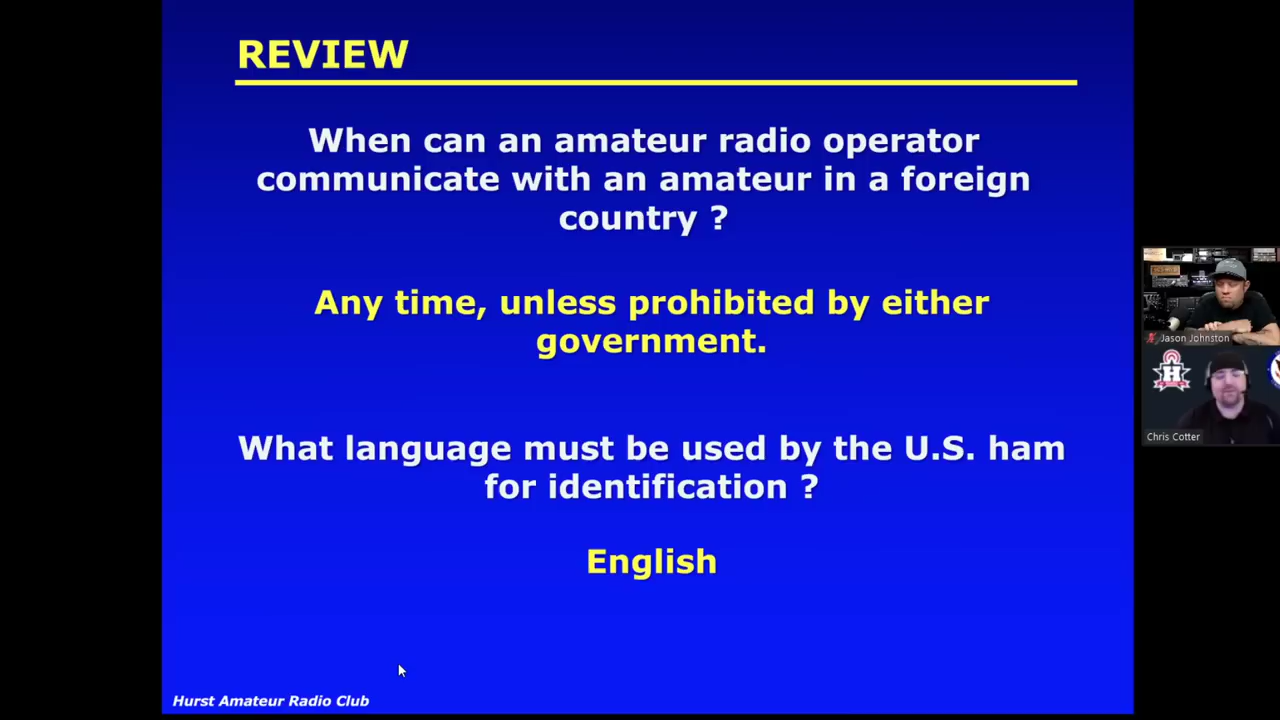 REVIEW
When can an amateur radio operator
communicate with an amateur in a foreign
country ?
Any time, unless prohibited by either
government.
What language must be used by the U.S. ham
for identification ?
English
Hurst Amateur Radio Club
Jason Johnston
H
Chris Cotter